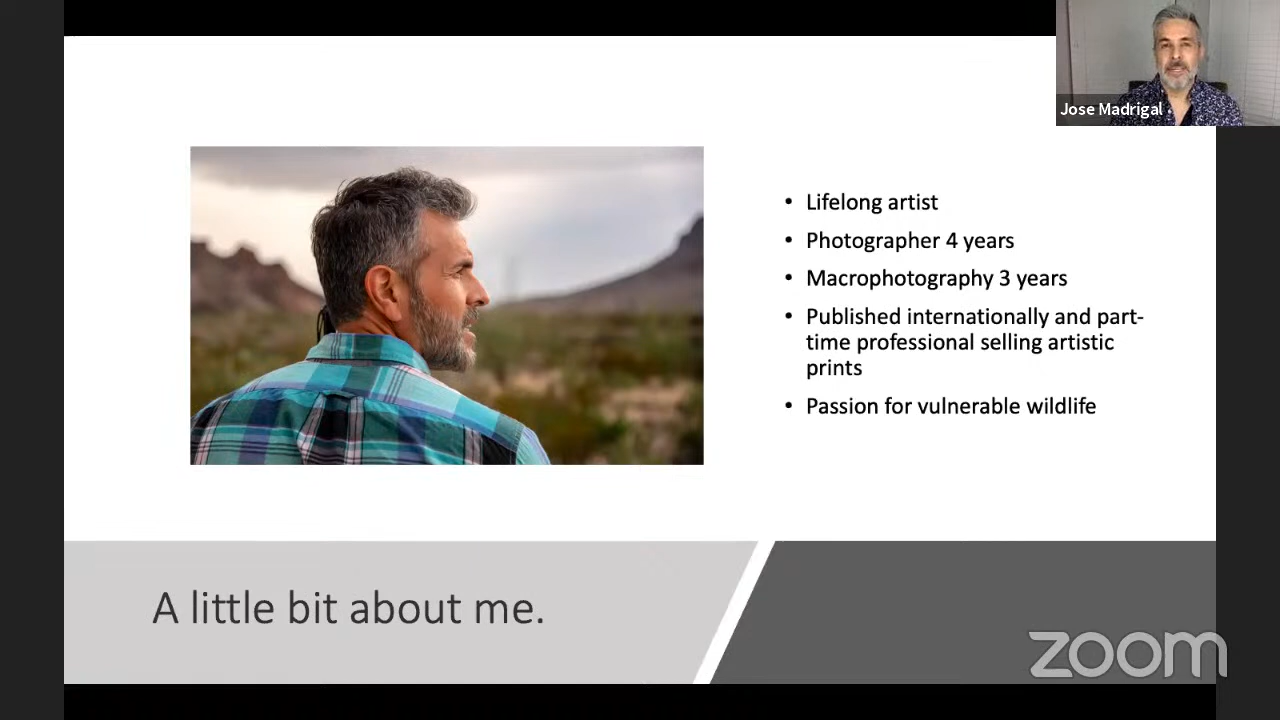 Jose Madrigal
• Lifelong artist
• Photographer 4 years
• Macrophotography 3 years
• Published internationally and part-
time professional selling artistic
prints
• Passion for vulnerable wildlife
A little bit about me.
zoom